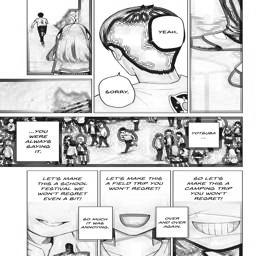 YEAH.
SORRY.
YOTSUBA
...YOU
WERE
ALWAYS
SAYING
IT.
SO LET'S
MAKE THIS A
CAMPING TRIP
YOU WON'T
REGRET!
LET'S MAKE
THIS A FIELD
TRIP YOU
WON'T REGRET!
LET'S MAKE
THIS A SCHOOL
FESTIVAL WE
WON'T REGRET
EVEN A BIT!
OVER
AND OVER
AGAIN.
SO MUCH
IT WAS
ANNOYING.